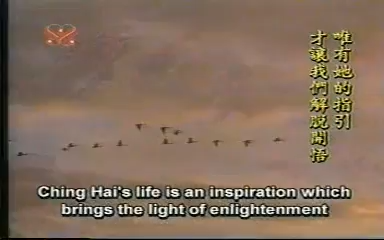 唯有她的指引
才讓我們解脫開悟
Ching Hai's life is an inspiration which
brings the light of enlightenment